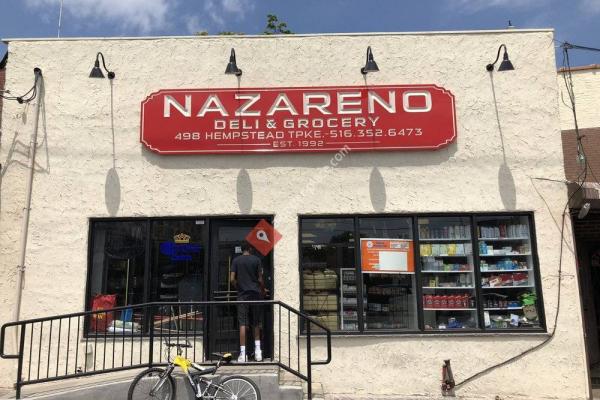 NAZARENO
DELI & GROCERY
498 HEMPSTEAD TPKE.-516.352.6473
EST. 1992